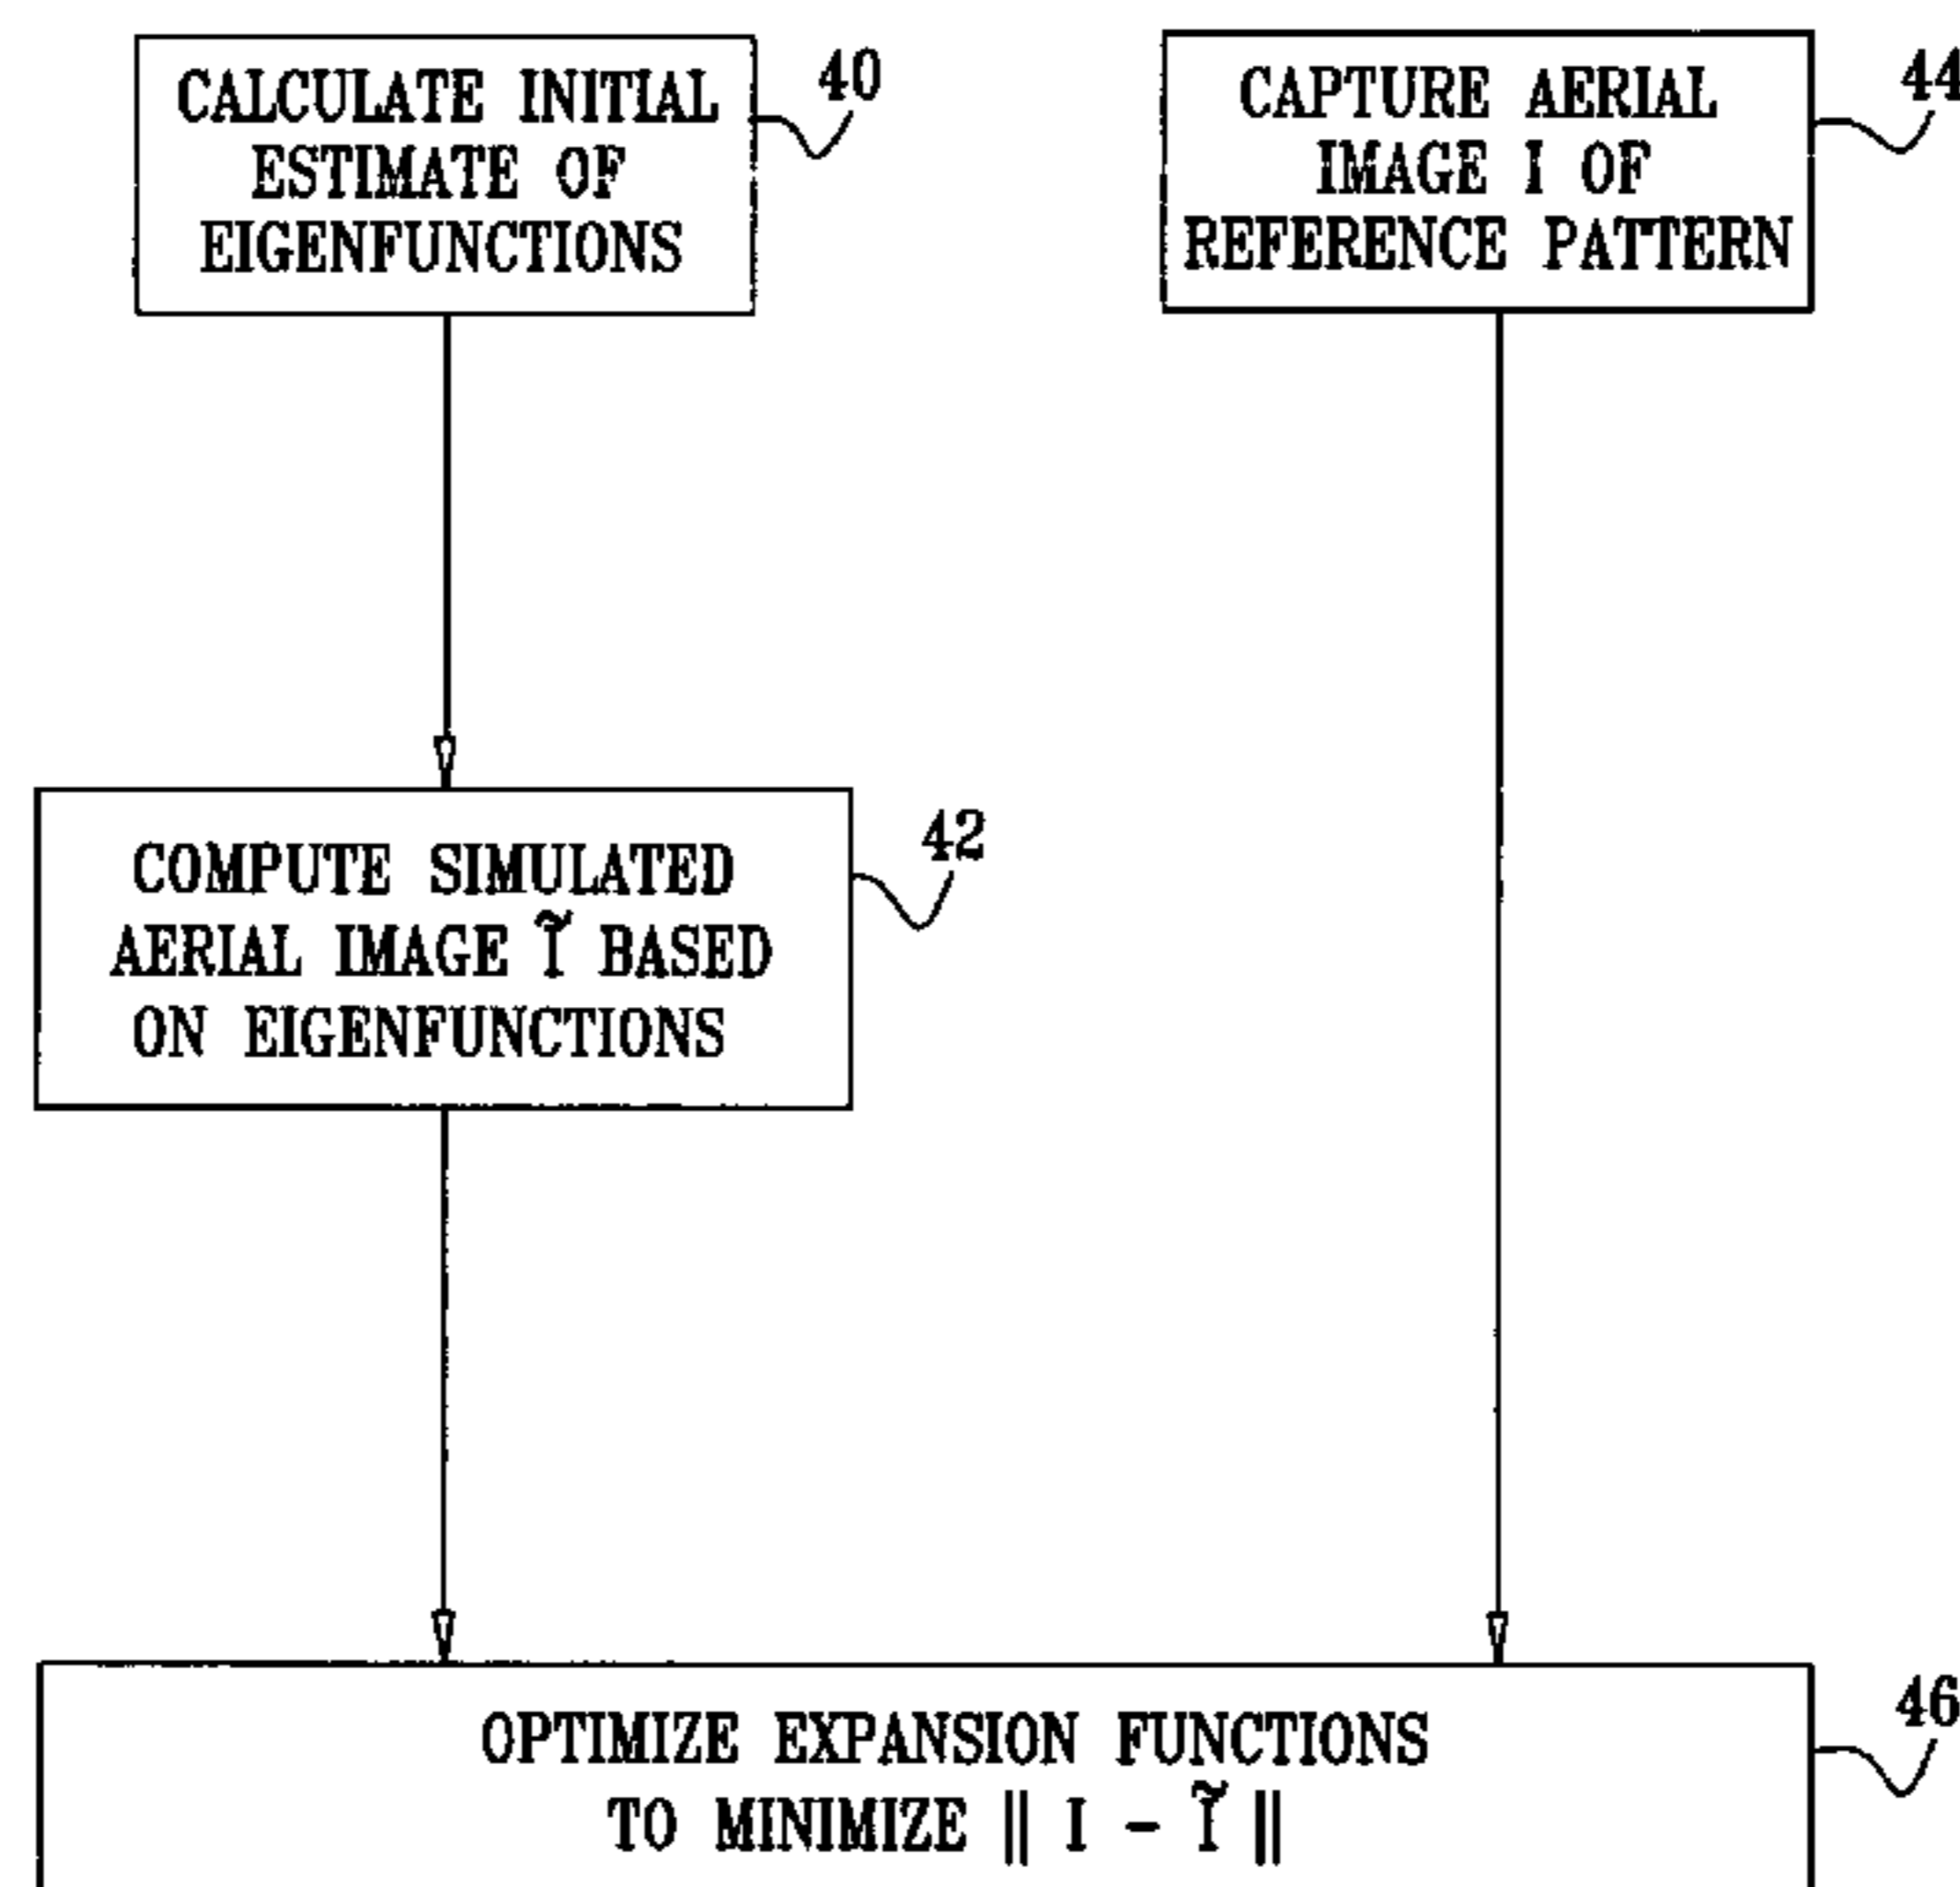 CALCULATE INITIAL
ESTIMATE OF
EIGENFUNCTIONS
40
CAPTURE AERIAL
IMAGE I OF
REFERENCE PATTERN
44
COMPUTE SIMULATED
AERIAL IMAGE Ĩ BASED
ON EIGENFUNCTIONS
42
OPTIMIZE EXPANSION FUNCTIONS
TO MINIMIZE || I - Ĩ ||
46